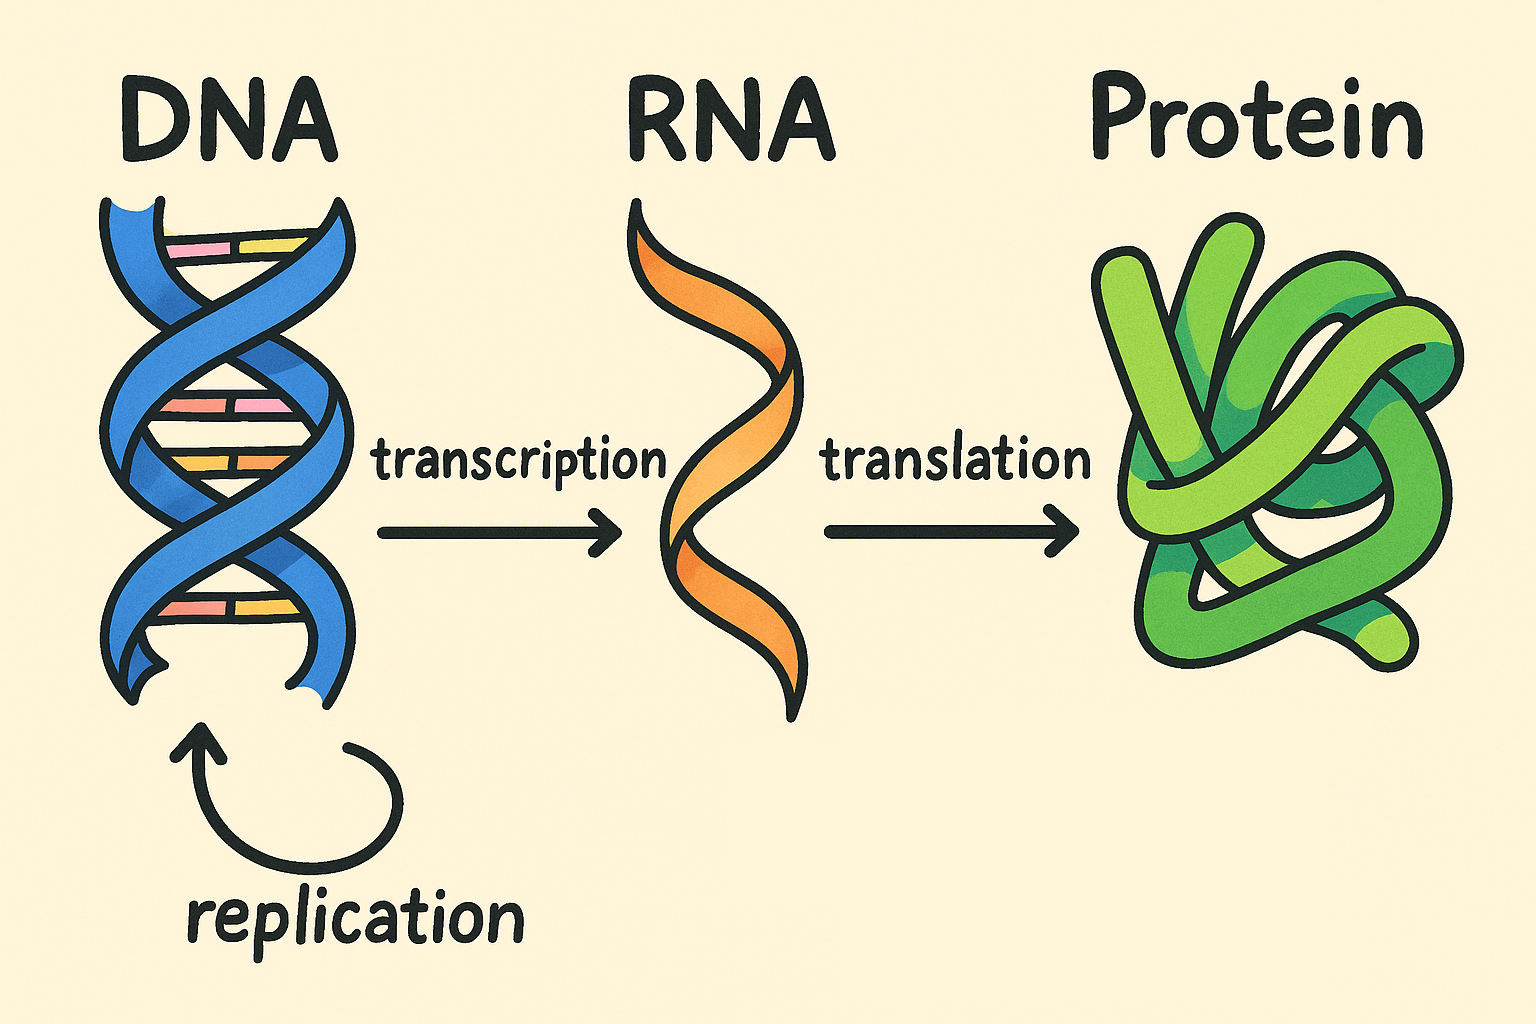 DNA
RNA
Protein
transcription
translation
replication